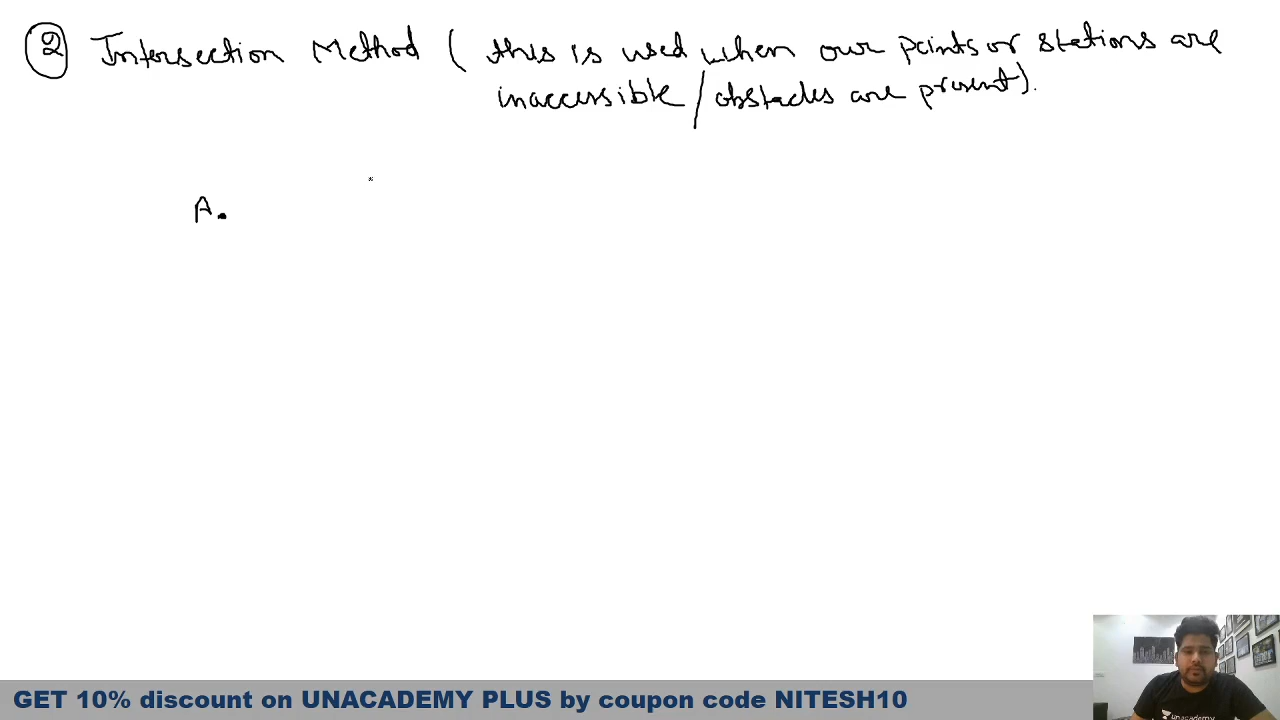 2 Intersection Method ( this is used when our points or stations are
inaccessible / obstacles are present).
A.
unacademy
GET 10% discount on UNACADEMY PLUS by coupon code NITESH10